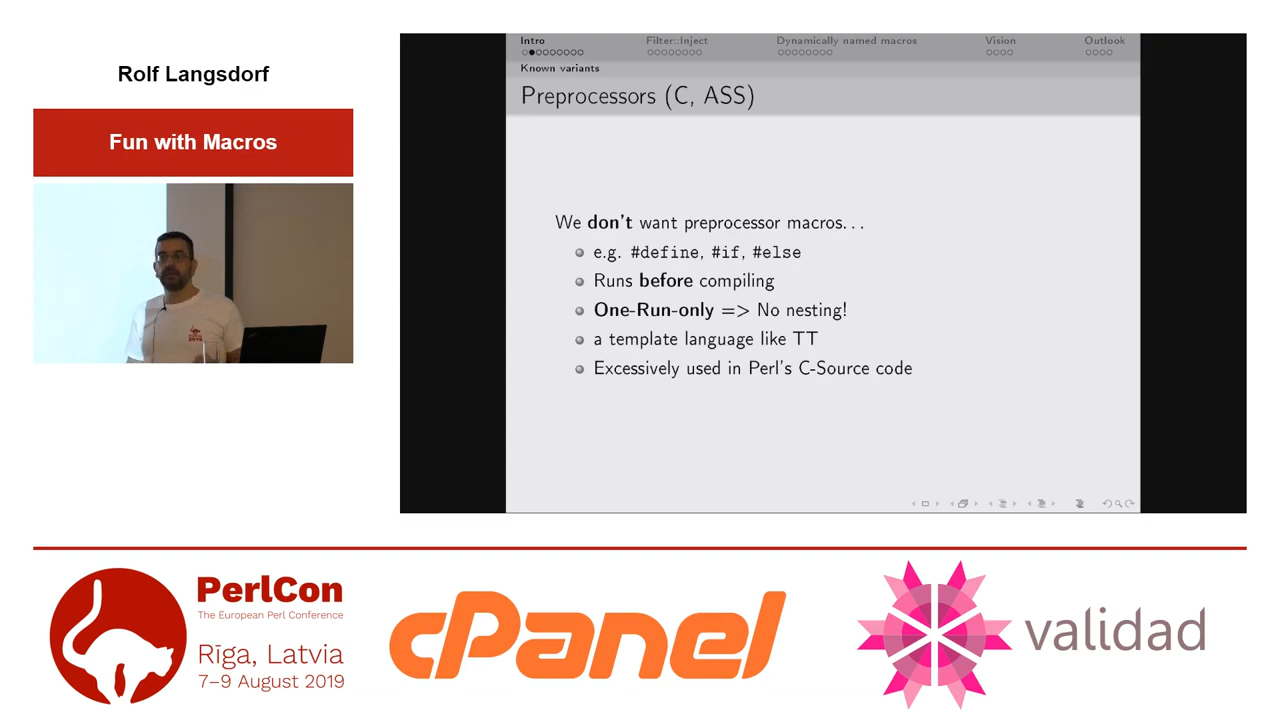 Rolf Langsdorf
Fun with Macros
Intro
Filter::Inject
Dynamically named macros
Vision
Outlook
Known variants
Preprocessors (C, ASS)
We don't want preprocessor macros...
e.g. #define, #if, #else
Runs before compiling
One-Run-only => No nesting!
a template language like TT
Excessively used in Perl's C-Source code
PerlCon
The European Perl Conference
Rīga, Latvia
7–9 August 2019
cPanel
validad